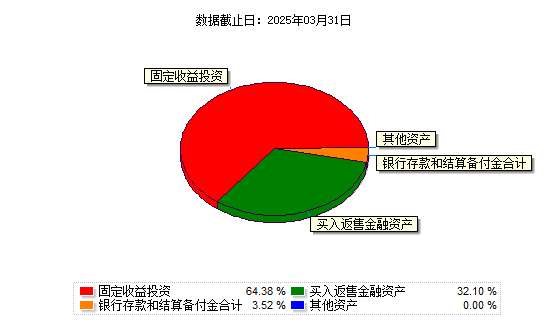 数据截止日：2025年03月31日
固定收益投资
其他资产
银行存款和结算备付金合计
买入返售金融资产
固定收益投资 64.38 % 买入返售金融资产 32.10 %
银行存款和结算备付金合计 3.52 % 其他资产 0.00 %